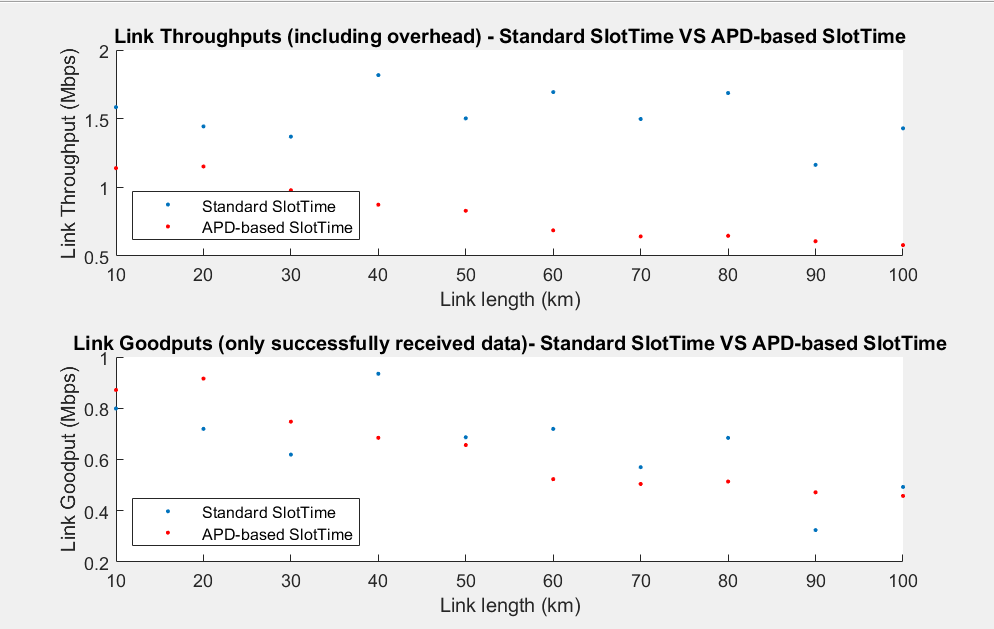 Link Throughputs (including overhead) - Standard SlotTime VS APD-based SlotTime
Link Throughput (Mbps)
2
1.5
1
0.5
Standard SlotTime
APD-based SlotTime
10 20 30 40 50 60 70 80 90 100
Link length (km)
Link Goodputs (only successfully received data)- Standard SlotTime VS APD-based SlotTime
Link Goodput (Mbps)
1
0.8
0.6
0.4
0.2
Standard SlotTime
APD-based SlotTime
10 20 30 40 50 60 70 80 90 100
Link length (km)